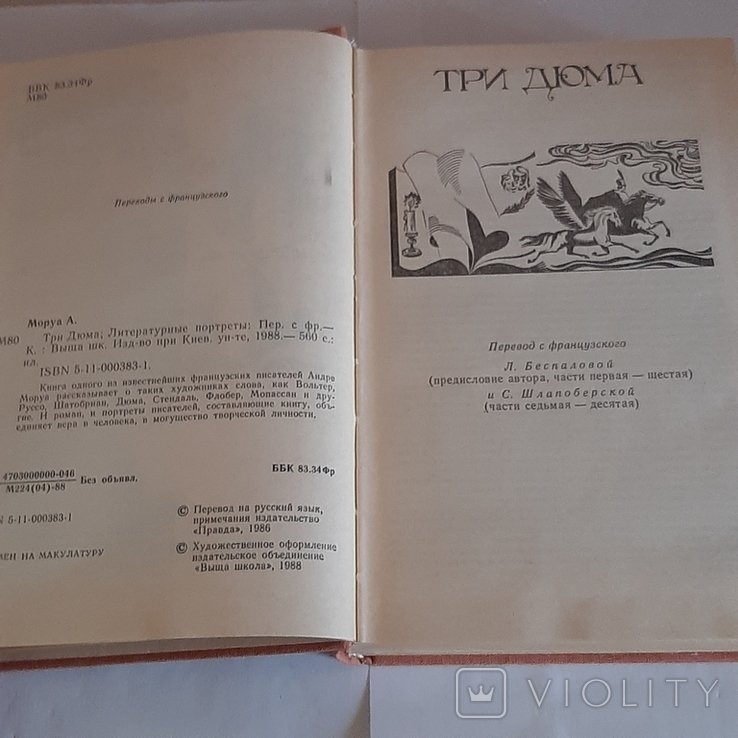 ББК 83.34Фр
М80
Переводы с французского
Моруа А.
М80 Три Дюма; Литературные портреты: Пер. с фр.—
К. : Выща шк. Изд-во при Киев. ун-те, 1988.— 560 с.:
ил.
ISBN 5-11-000383-1.
Книга одного из известнейших французских писателей Андре
Моруа рассказывает о таких художниках слова, как Вольтер,
Руссо, Шатобриан, Дюма, Стендаль, Флобер, Мопассан и дру-
гие. И роман, и портреты писателей, составляющие книгу, объ-
единяет вера в человека, в могущество творческой личности.
4703000000-046
М224(04)-88 Без объявл.
ББК 83.34Фр
N 5-11-000383-1
© Перевод на русский язык,
примечания издательство
«Правда», 1986
МЕН НА МАКУЛАТУРУ
© Художественное оформление
издательское объединение
«Выща школа», 1988
ТРИ ДЮМА
Перевод с французского
Л. Беспаловой
(предисловие автора, части первая — шестая)
и С. Шлапоберской
(части седьмая — десятая)
VIOLITY